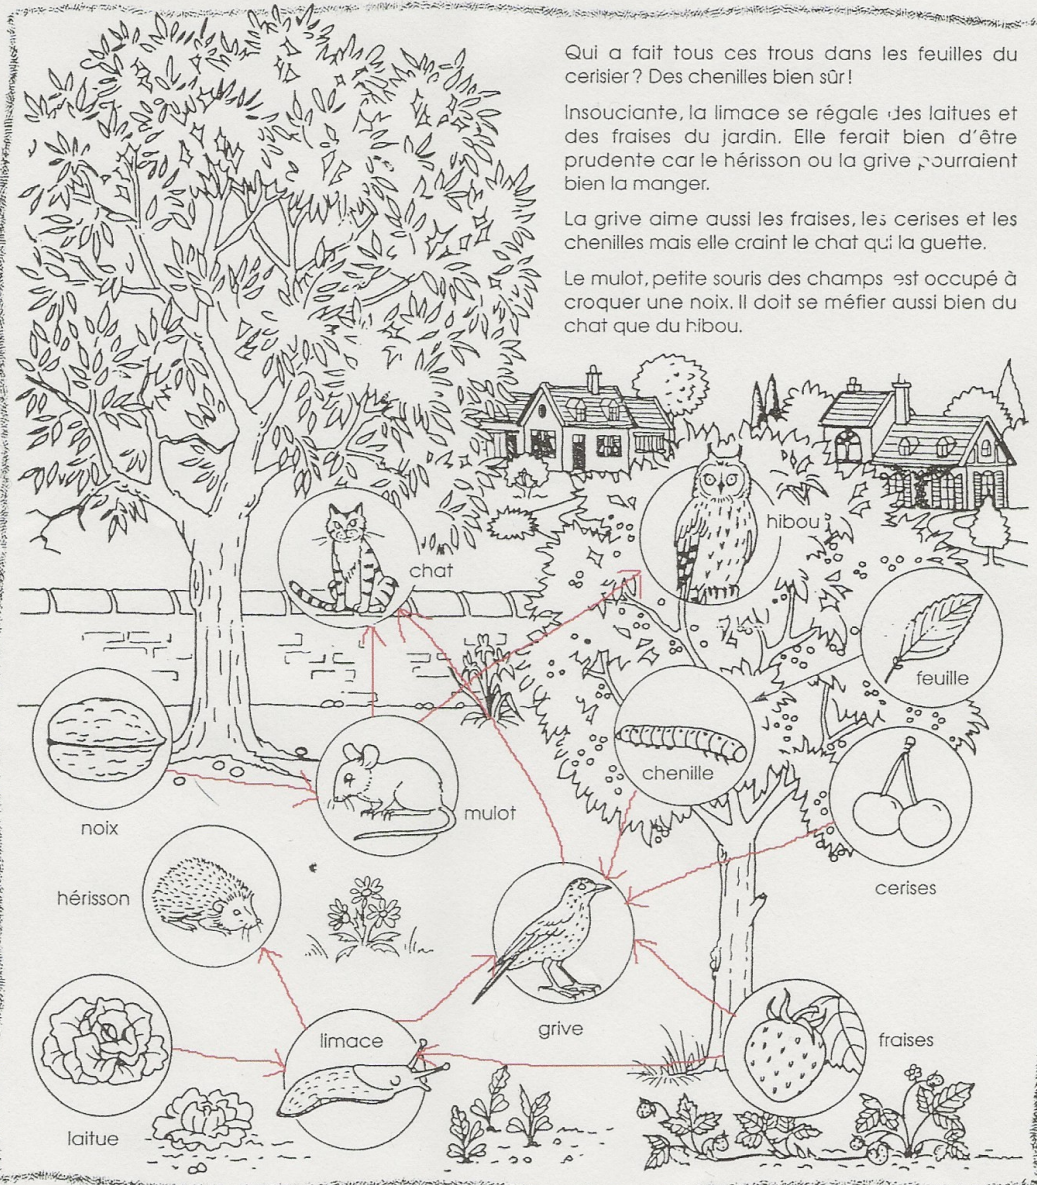 Qui a fait tous ces trous dans les feuilles du
cerisier? Des chenilles bien sûr!
Insouciante, la limace se régale des laitues et
des fraises du jardin. Elle ferait bien d'être
prudente car le hérisson ou la grive pourraient
bien la manger.
La grive aime aussi les fraises, les cerises et les
chenilles mais elle craint le chat qui la guette.
Le mulot, petite souris des champs est occupé à
croquer une noix. Il doit se méfier aussi bien du
chat que du hibou.
hibou
chat
feuille
chenille
mulot
noix
cerises
hérisson
grive
limace
fraises
laitue